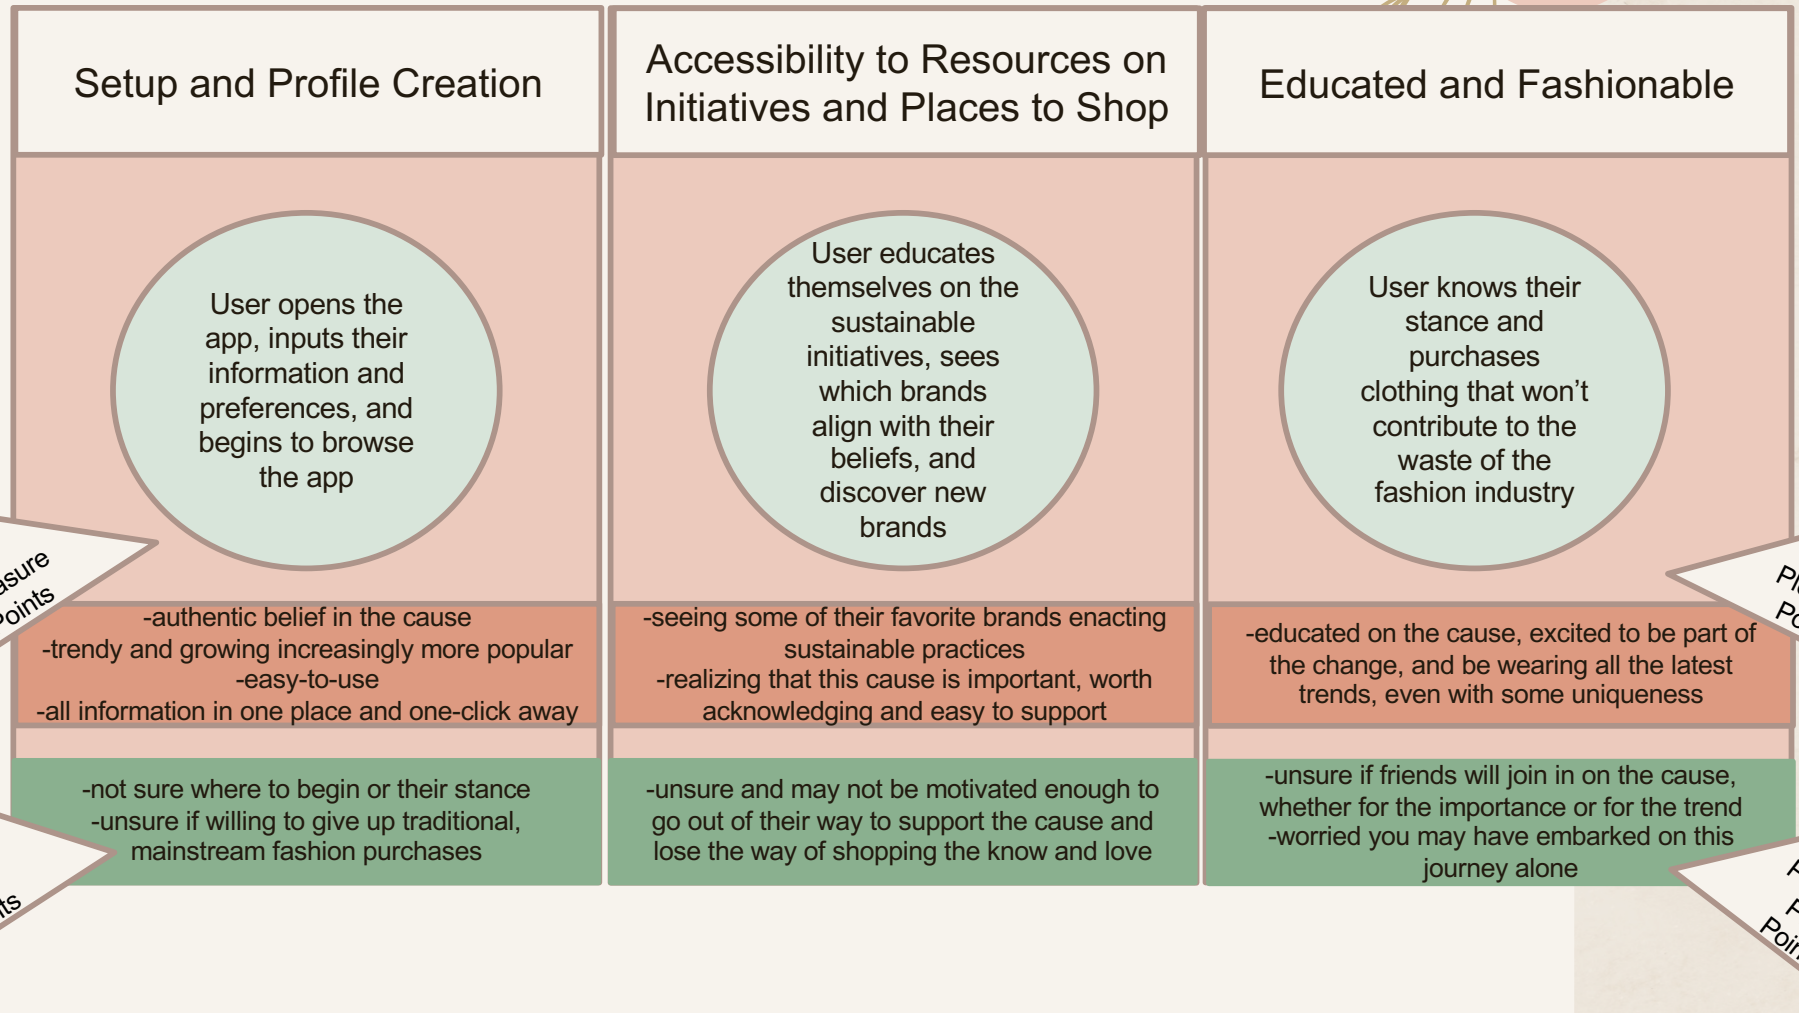 Setup and Profile Creation
Accessibility to Resources on
Initiatives and Places to Shop
Educated and Fashionable
User opens the
app, inputs their
information and
preferences, and
begins to browse
the app
User educates
themselves on the
sustainable
initiatives, sees
which brands
align with their
beliefs, and
discover new
brands
User knows their
stance and
purchases
clothing that won’t
contribute to the
waste of the
fashion industry
Points
-authentic belief in the cause
-trendy and growing increasingly more popular
-easy-to-use
-all information in one place and one-click away
-seeing some of their favorite brands enacting
sustainable practices
-realizing that this cause is important, worth
acknowledging and easy to support
-educated on the cause, excited to be part of
the change, and be wearing all the latest
trends, even with some uniqueness
-not sure where to begin or their stance
-unsure if willing to give up traditional,
mainstream fashion purchases
-unsure and may not be motivated enough to
go out of their way to support the cause and
lose the way of shopping the know and love
-unsure if friends will join in on the cause,
whether for the importance or for the trend
-worried you may have embarked on this
journey alone